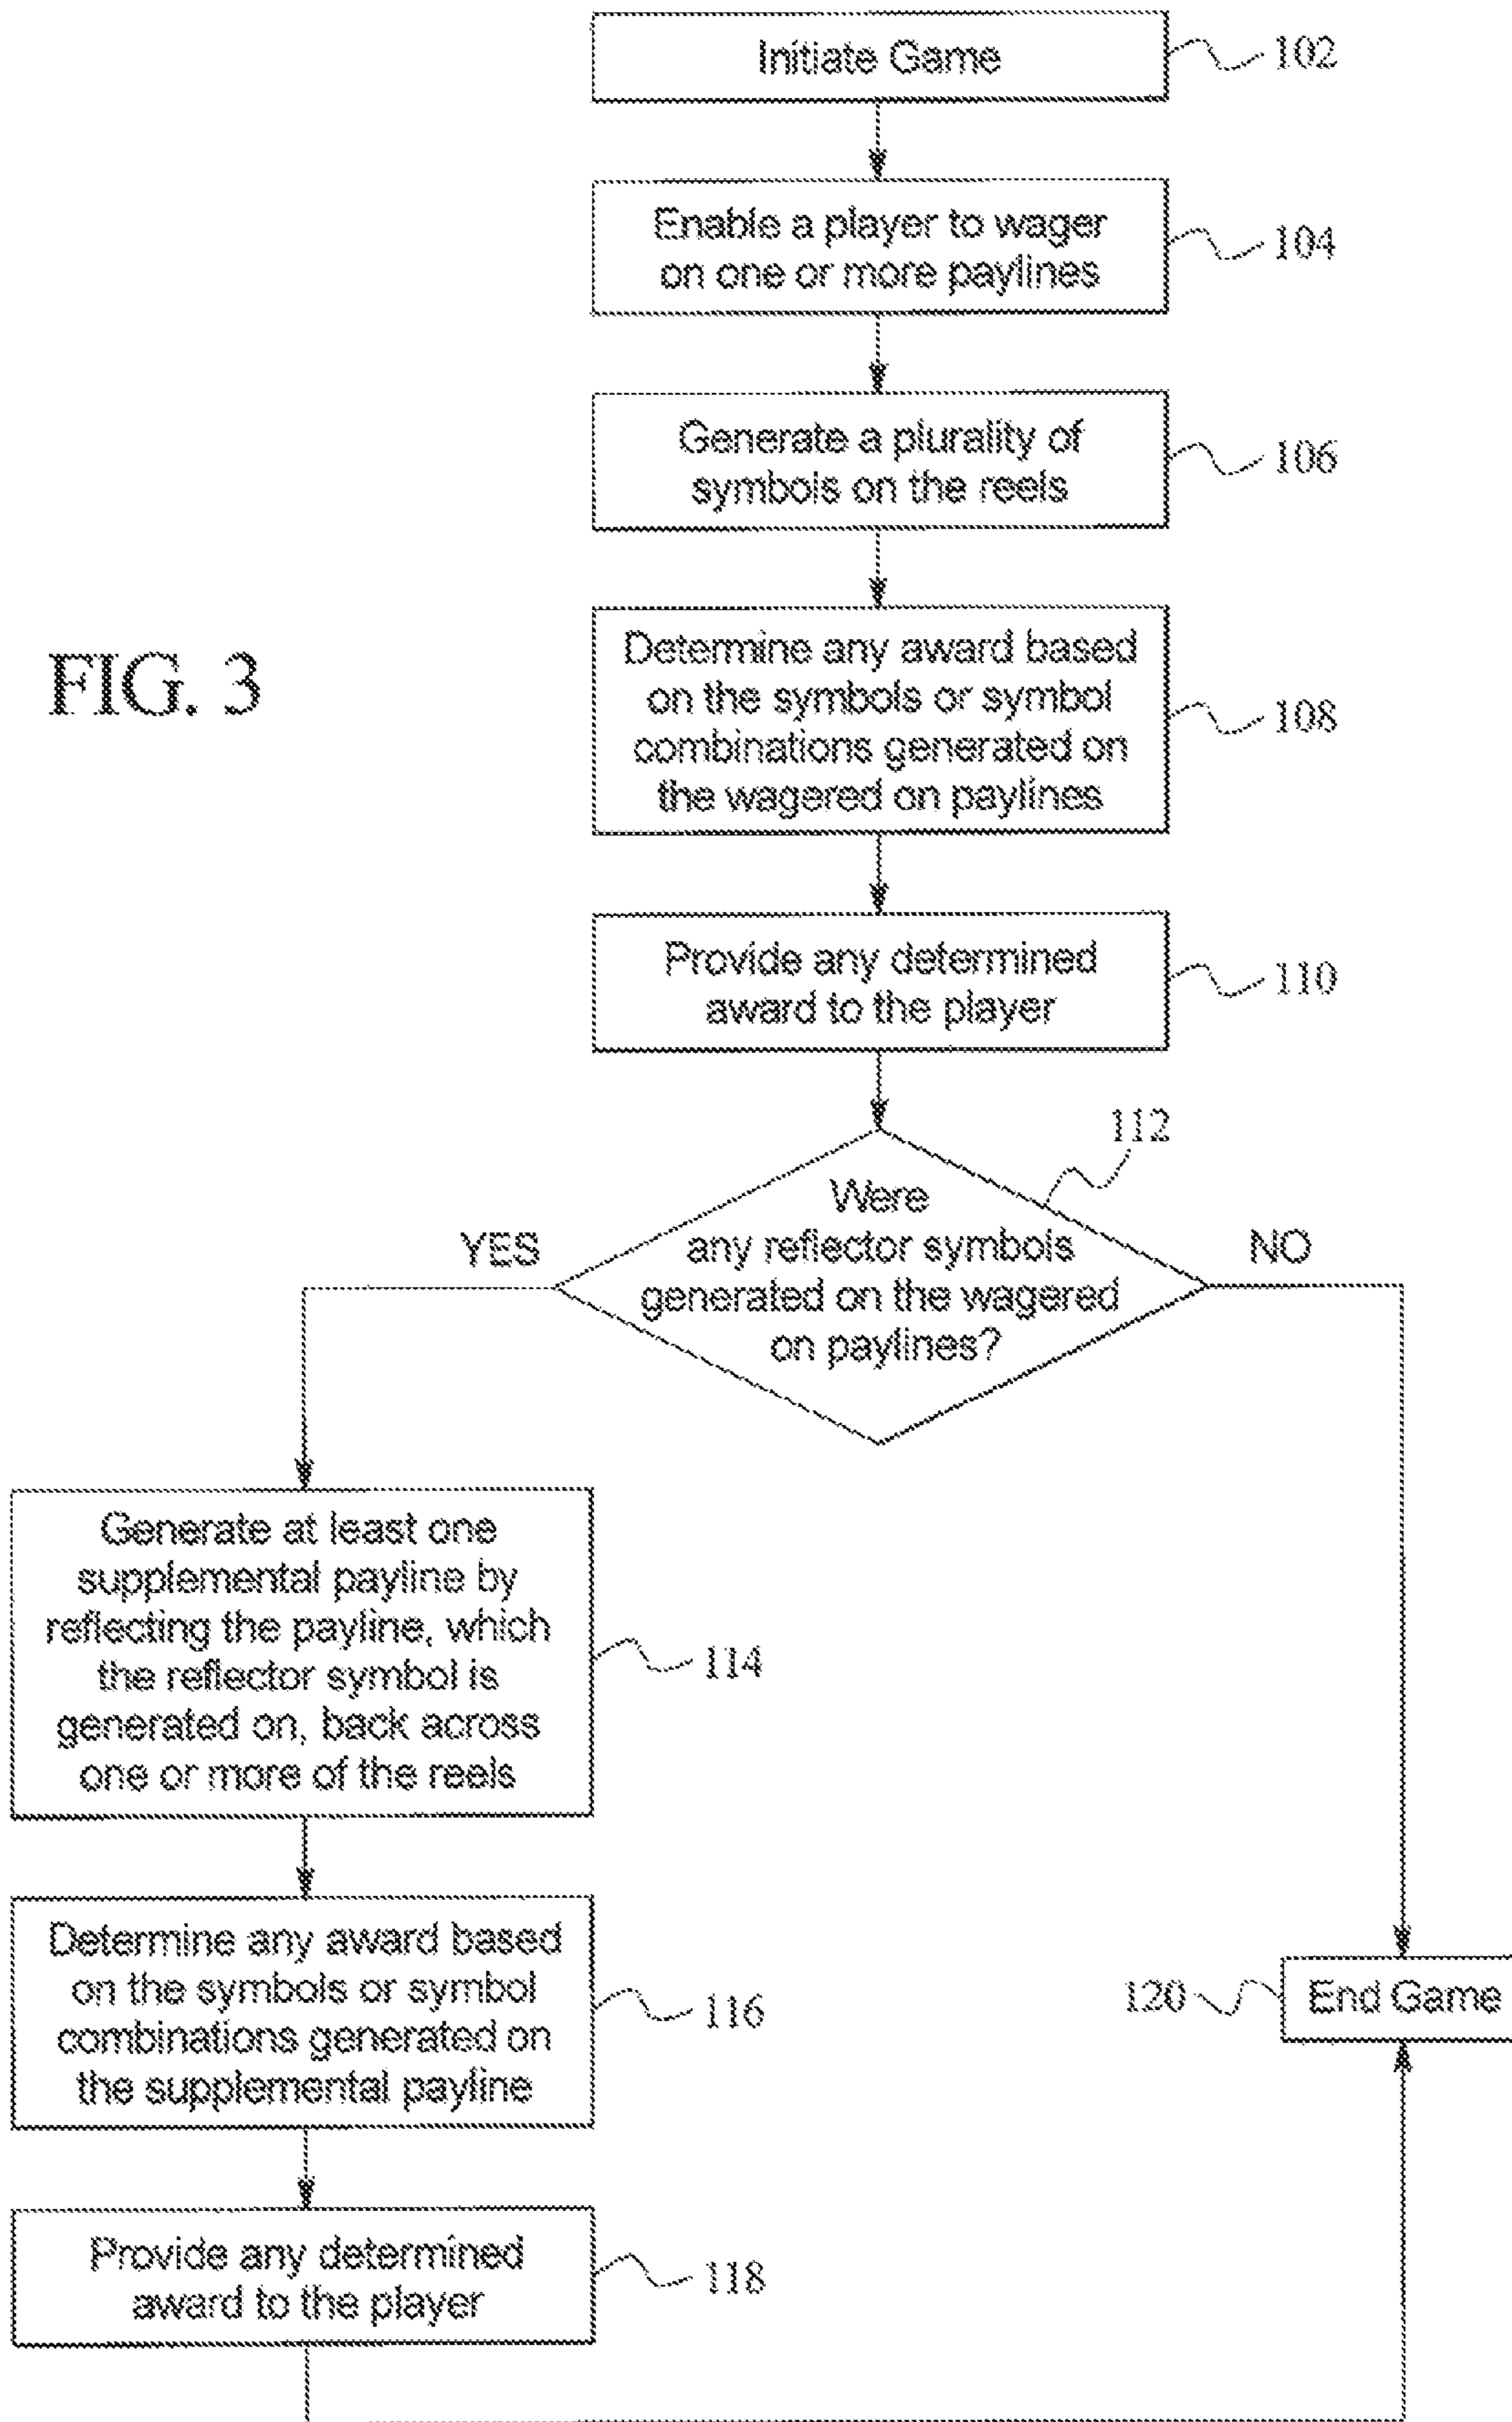 Initiate Game
102
Enable a player to wager
on one or more paylines
104
Generate a plurality of
symbols on the reels
106
FIG. 3
Determine any award based
on the symbols or symbol
combinations generated on
the wagered on paylines
108
Provide any determined
award to the player
110
112
Were
any reflector symbols
generated on the wagered
on paylines?
YES
NO
Generate at least one
supplemental payline by
reflecting the payline, which
the reflector symbol is
generated on, back across
one or more of the reels
114
Determine any award based
on the symbols or symbol
combinations generated on
the supplemental payline
116
120
End Game
Provide any determined
award to the player
118